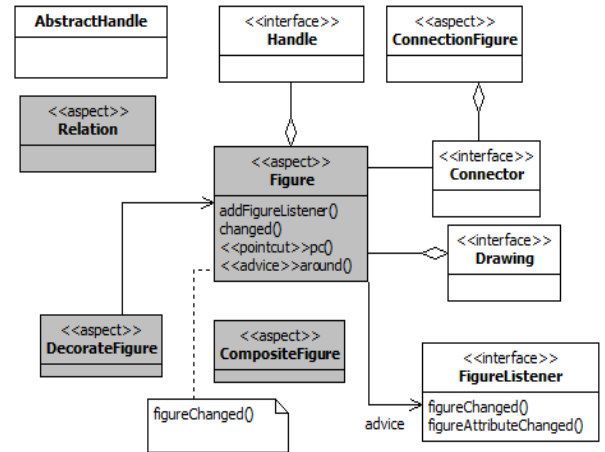 AbstractHandle
<<interface>>
Handle
<<aspect>>
ConnectionFigure
<<aspect>>
Relation
<<aspect>>
Figure
addFigureListener()
changed()
<<pointcut>>pc()
<<advice>>around()
<<interface>>
Connector
<<interface>>
Drawing
<<aspect>>
DecorateFigure
<<aspect>>
CompositeFigure
<<interface>>
FigureListener
figureChanged()
figureAttributeChanged()
figureChanged()
advice